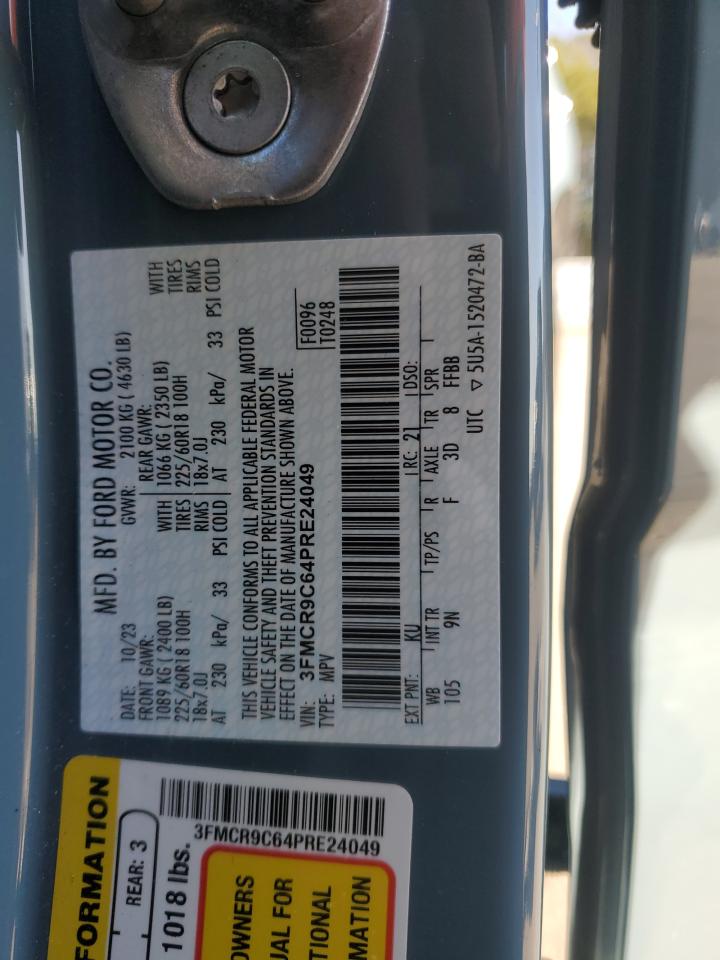 MFD. BY FORD MOTOR CO.
DATE: 10/23 GVWR: 2100 KG ( 4630 LB)
FRONT GAWR: REAR GAWR:
1089 KG ( 2400 LB) WITH 1066 KG ( 2350 LB) WITH
225/60R18 100H TIRES 225/60R18 100H TIRES
18x7.0J RIMS 18x7.0J RIMS
AT 230 kPa/ 33 PSI COLD AT 230 kPa/ 33 PSI COLD
THIS VEHICLE CONFORMS TO ALL APPLICABLE FEDERAL MOTOR
VEHICLE SAFETY AND THEFT PREVENTION STANDARDS IN
EFFECT ON THE DATE OF MANUFACTURE SHOWN ABOVE.
VIN: 3FMCR9C64PRE24049
TYPE: MPV
F0096
T0248
EXT PNT: KU RC: 21 DSO:
WB INT TR TP/PS R AXLE TR SPR
105 9N F 3D 8 FFBB
UTC ▽ 5U5A-1520472-BA
FORMATION
REAR: 3
1018 lbs.
3FMCR9C64PRE24049
OWNERS
UAL FOR
TIONAL
MATION